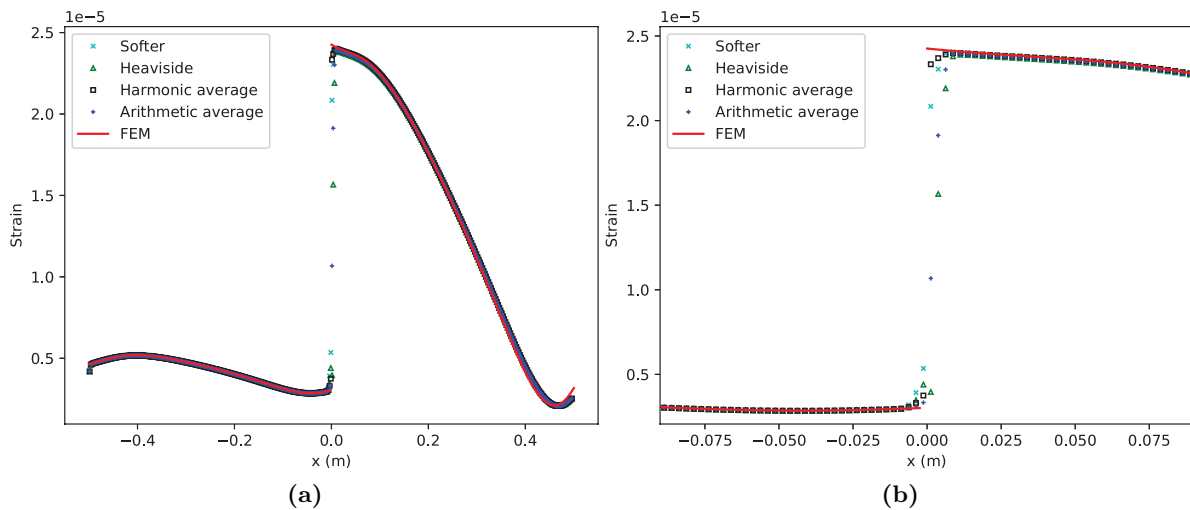 1e−5
2.5
2.0
1.5
1.0
0.5
Strain
−0.4
−0.2
0.0
0.2
0.4
x (m)
Softer
Heaviside
Harmonic average
Arithmetic average
FEM
(a)
1e−5
2.5
2.0
1.5
1.0
0.5
Strain
−0.075
−0.050
−0.025
0.000
0.025
0.050
0.075
x (m)
Softer
Heaviside
Harmonic average
Arithmetic average
FEM
(b)